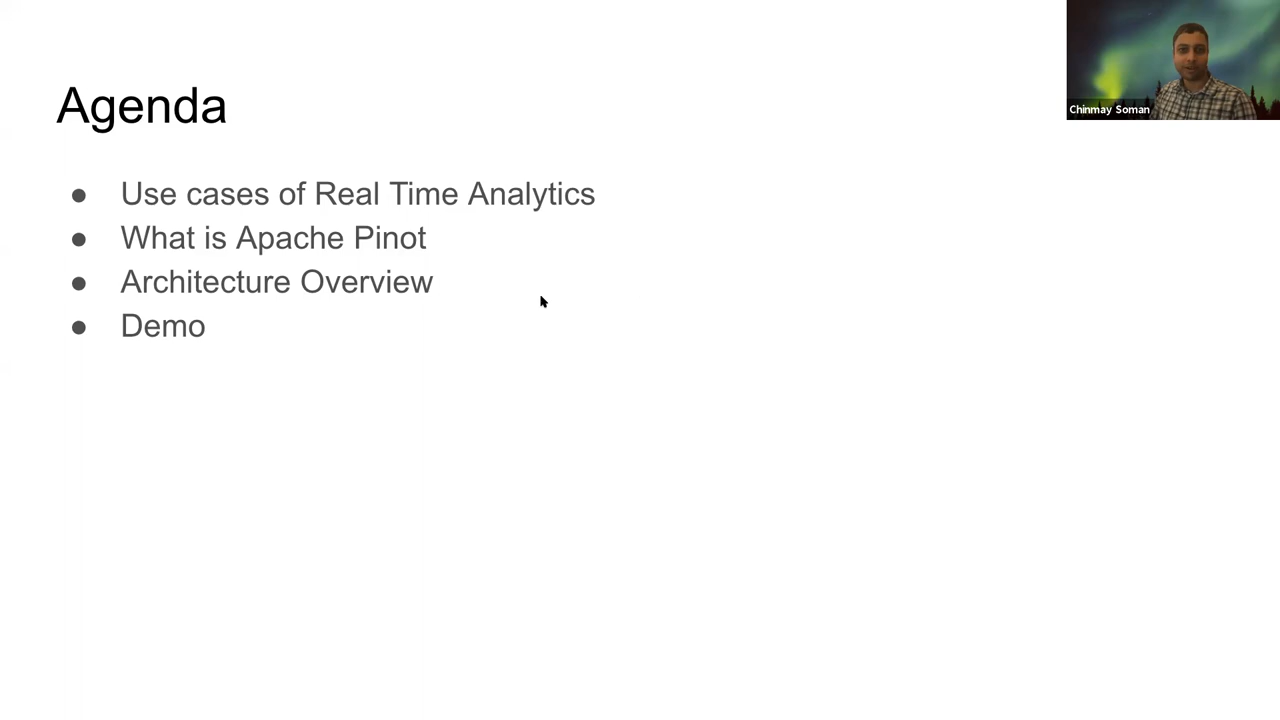 Agenda
● Use cases of Real Time Analytics
● What is Apache Pinot
● Architecture Overview
● Demo
Chinmay Soman